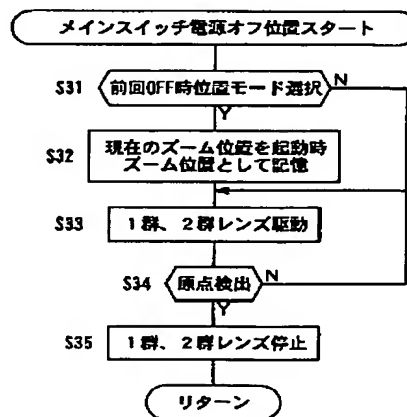 メインスイッチ電源オフ位置スタート
S31 前回OFF時位置モード選択 N
Y
S32 現在のズーム位置を起動時
ズーム位置として記憶
S33 1群、2群レンズ駆動
S34 原点検出 N
Y
S35 1群、2群レンズ停止
リターン